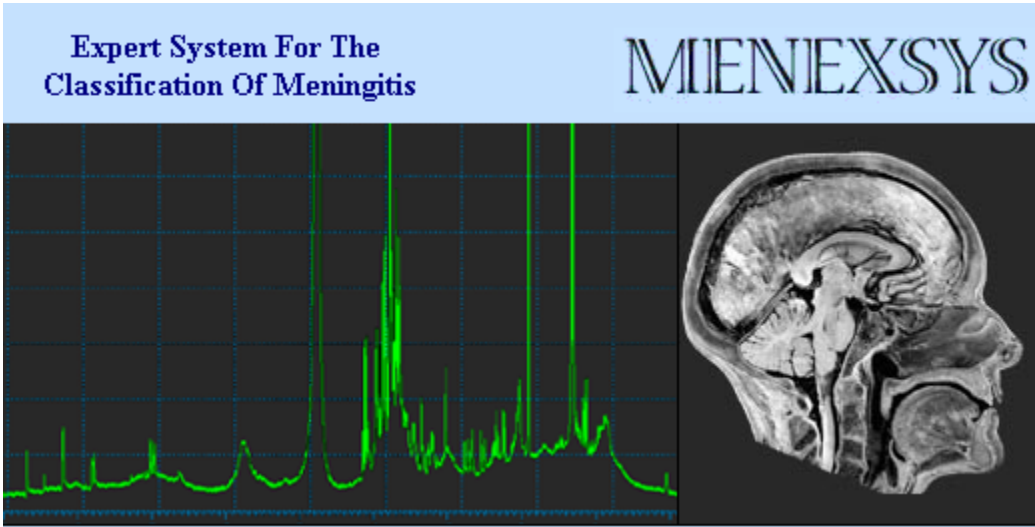 Expert System For The
Classification Of Meningitis
MENEXSYS